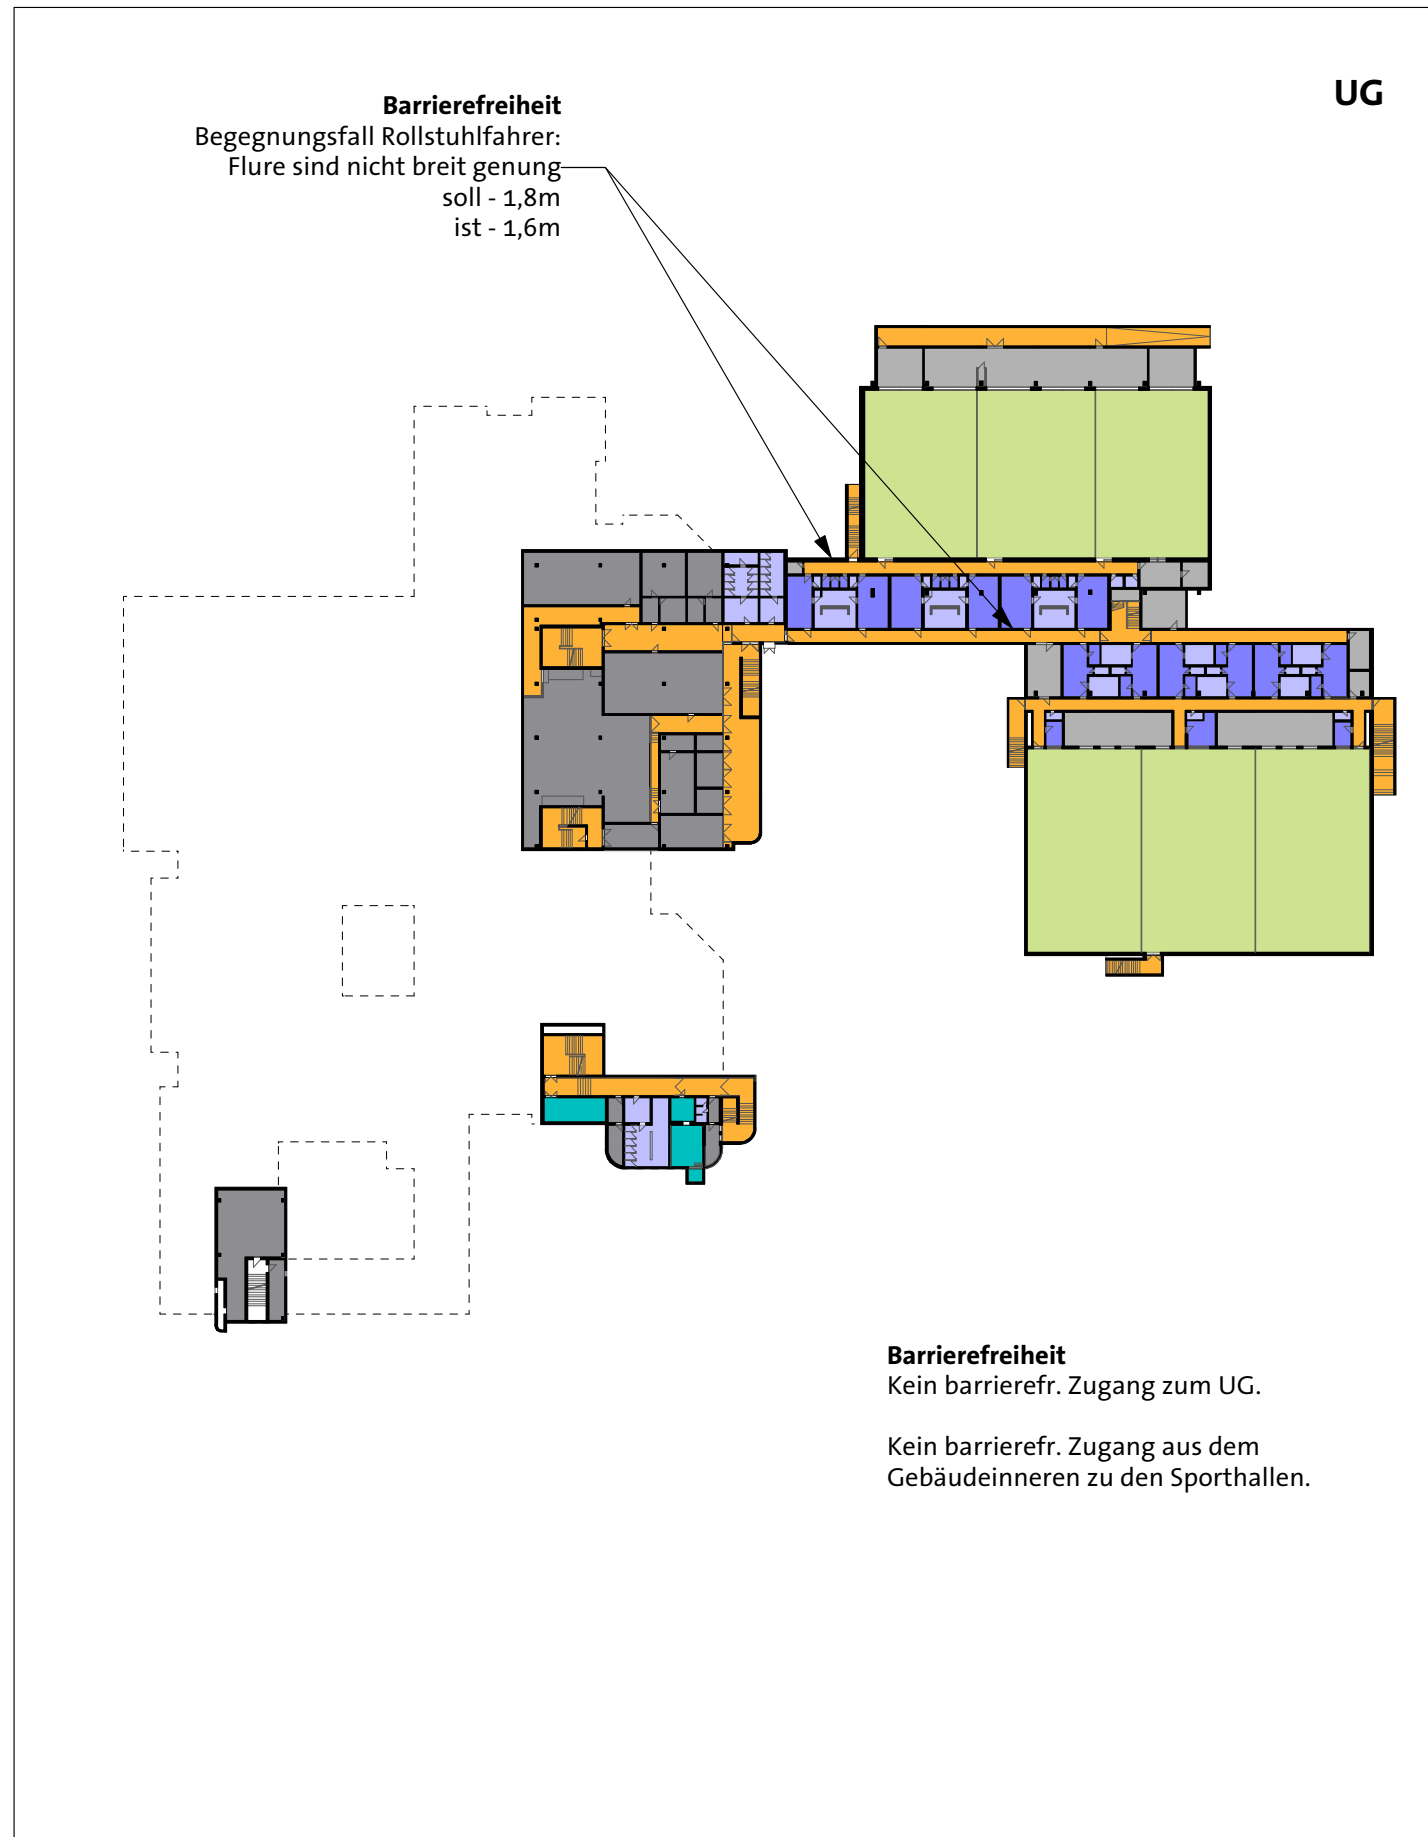 UG
Barrierefreiheit
Begegnungsfall Rollstuhlfahrer:
Flure sind nicht breit genung
soll - 1,8m
ist - 1,6m
Barrierefreiheit
Kein barrierefr. Zugang zum UG.
Kein barrierefr. Zugang aus dem
Gebäudeinneren zu den Sporthallen.